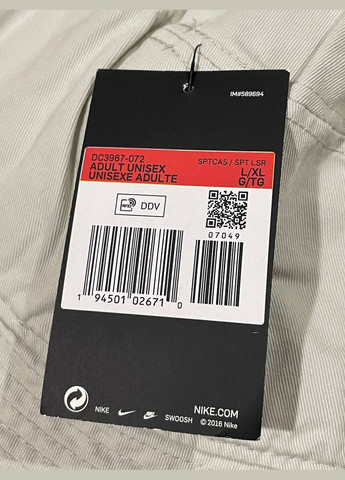 IM#589694
DC3967-072
ADULT UNISEX
UNISEXE ADULTE
SPTCAS / SPT LSR
L/XL
G/TG
RFID
DDV
07049
1 94501 02671 0
NIKE
SWOOSH
NIKE.COM
© 2016 Nike